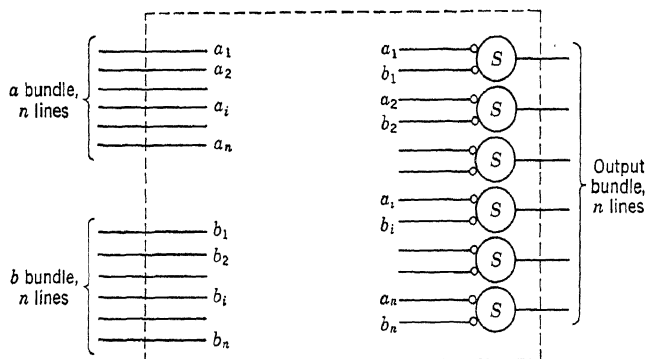 a bundle,
n lines
a₁
a₂
aᵢ
aₙ
b bundle,
n lines
b₁
b₂
bᵢ
bₙ
a₁
b₁
S
a₂
b₂
S
S
aᵢ
bᵢ
S
S
aₙ
bₙ
S
Output
bundle,
n lines